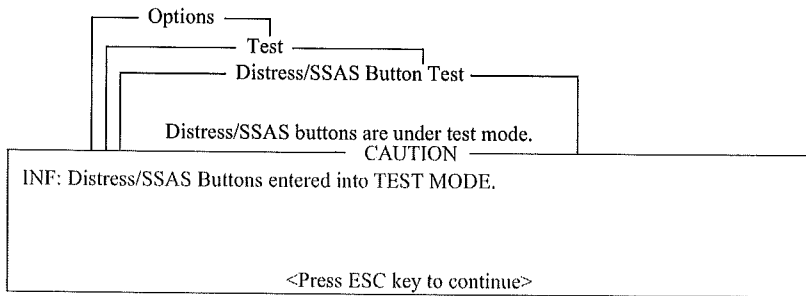 Options
Test
Distress/SSAS Button Test
Distress/SSAS buttons are under test mode.
CAUTION
INF: Distress/SSAS Buttons entered into TEST MODE.
<Press ESC key to continue>